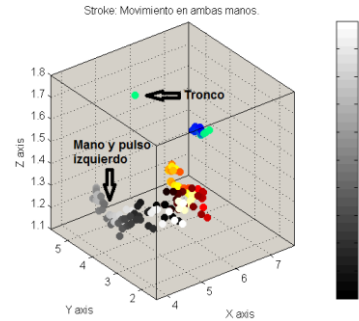 Stroke: Movimiento en ambas manos.
1.8
1.7
1.6
1.5
1.4
1.3
1.2
1.1
Z axis
Tronco
Mano y pulso
izquierdo
5
4
3
2
Y axis
4
5
6
7
X axis